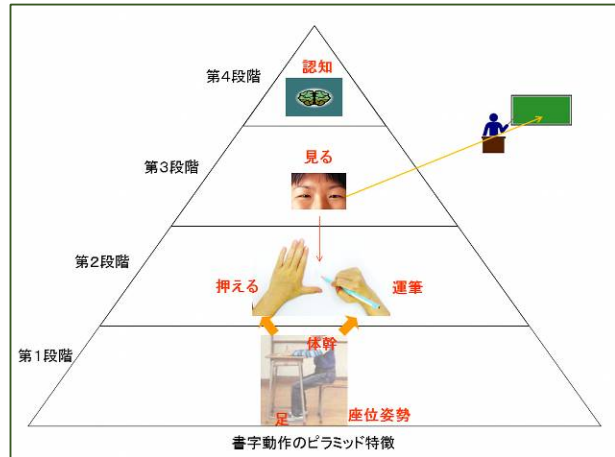 認知
第4段階
見る
第3段階
第2段階
押える
運筆
体幹
第1段階
足
座位姿勢
書字動作のピラミッド特徴